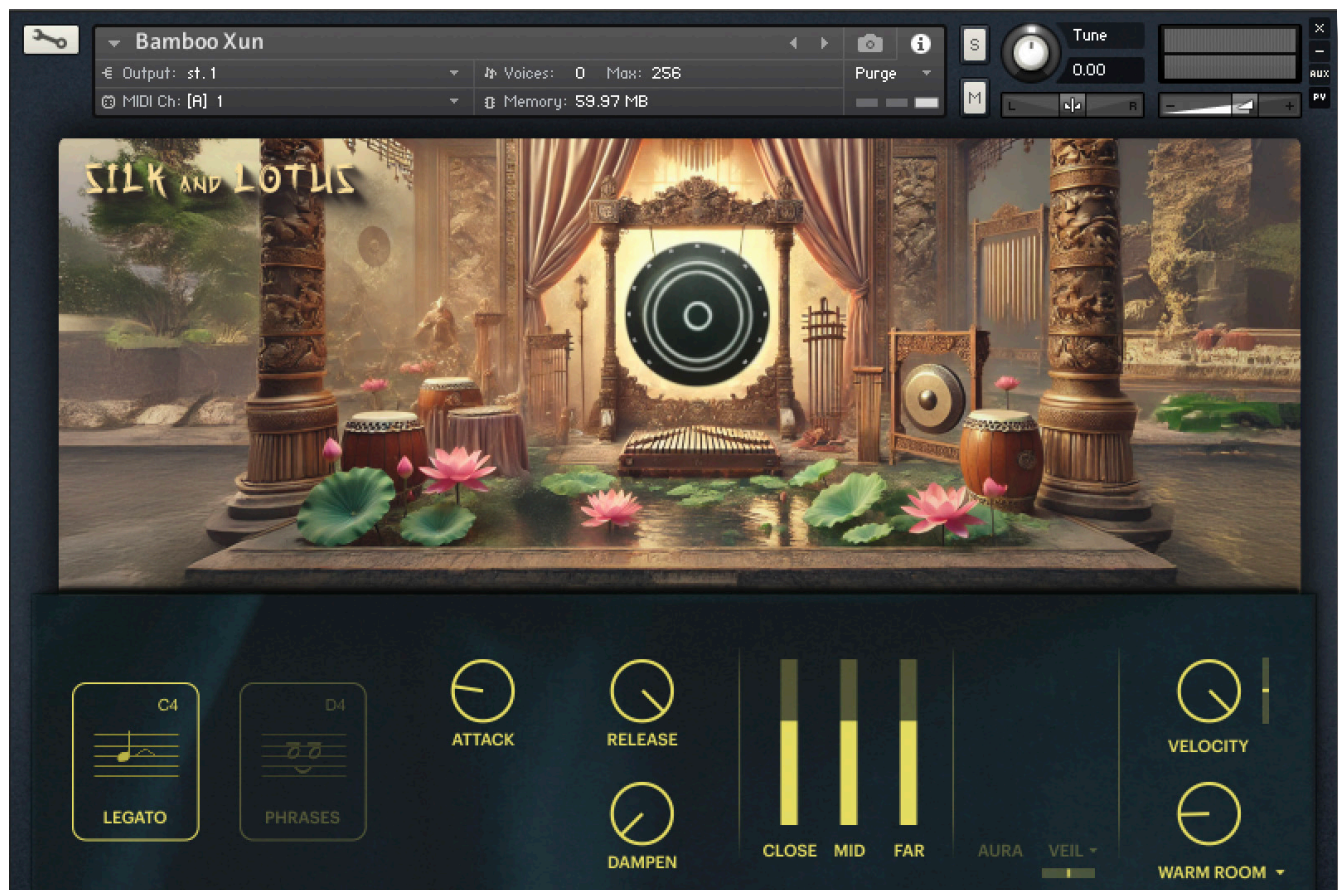 Bamboo Xun
Output: st. 1
MIDI Ch: [A] 1
Voices: 0 Max: 256
Memory: 59.97 MB
Purge
S
M
Tune
0.00
L R
- +
×
-
AUX
PV
SILK AND LOTUS
C4
LEGATO
D4
PHRASES
ATTACK
RELEASE
DAMPEN
CLOSE MID FAR
AURA VEIL
VELOCITY
WARM ROOM